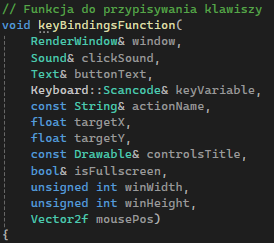 // Funkcja do przypisywania klawiszy
void keyBindingsFunction(
RenderWindow& window,
Sound& clickSound,
Text& buttonText,
Keyboard::Scancode& keyVariable,
const String& actionName,
float targetX,
float targetY,
const Drawable& controlsTitle,
bool& isFullscreen,
unsigned int winWidth,
unsigned int winHeight,
Vector2f mousePos)
{